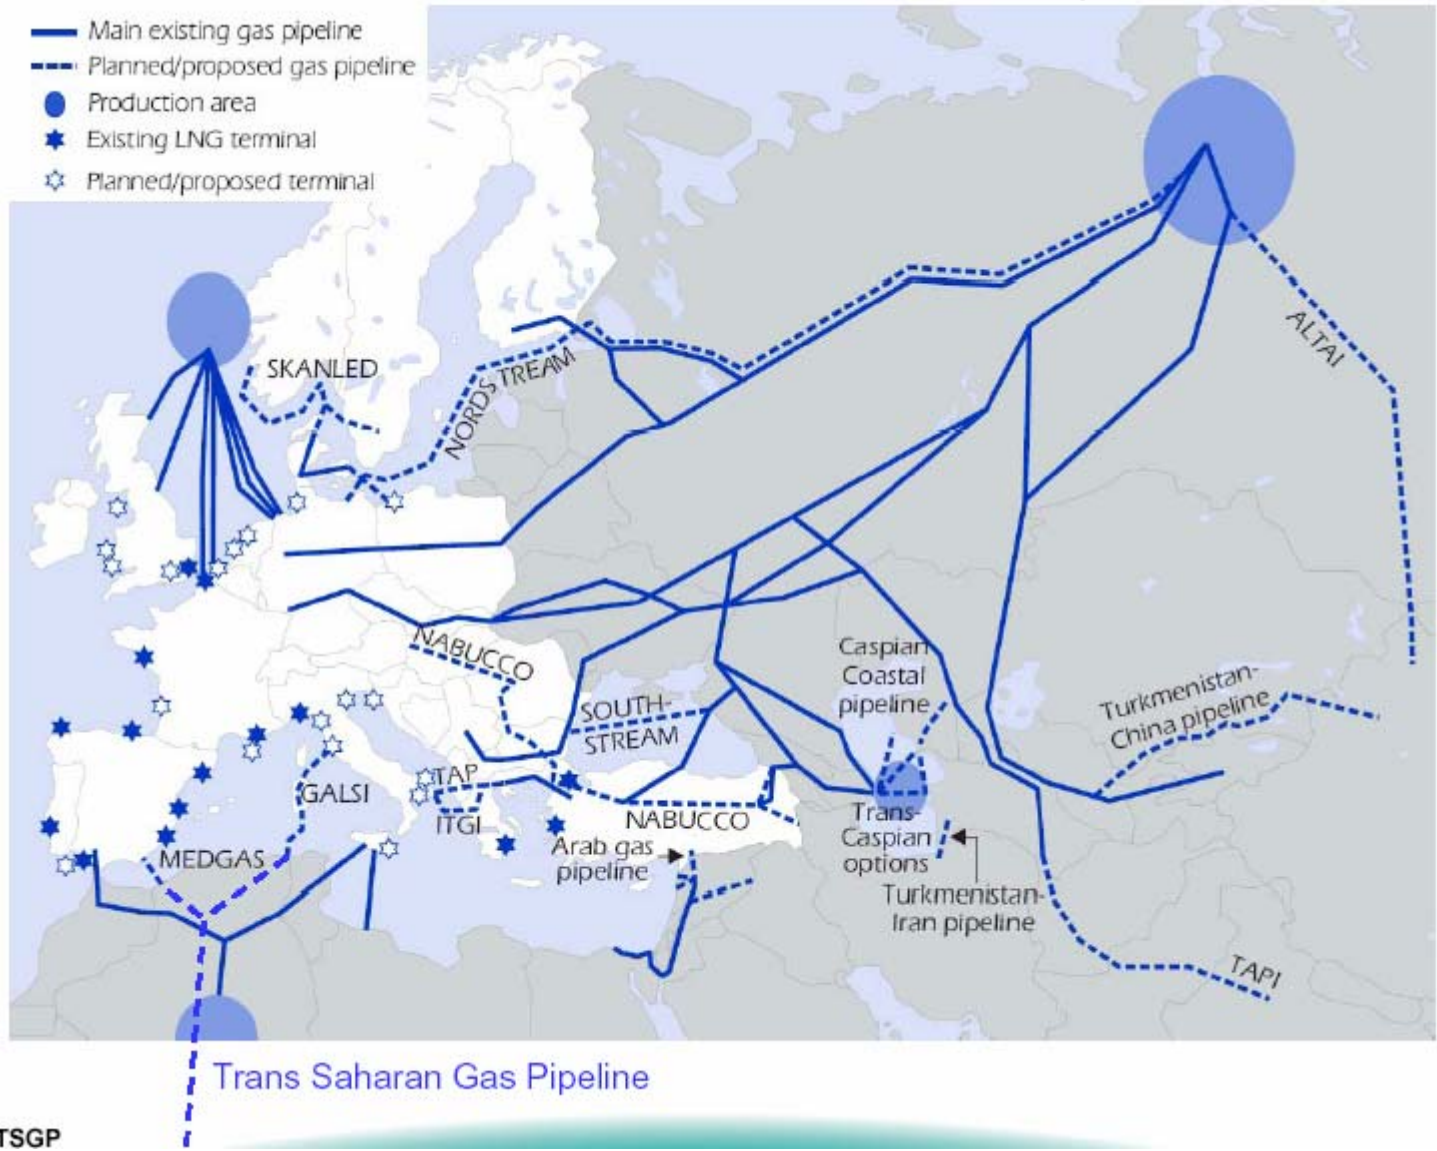 Main existing gas pipeline
Planned/proposed gas pipeline
Production area
Existing LNG terminal
Planned/proposed terminal
SKANLED
NORDSTREAM
ALTAI
NABUCCO
Caspian
Coastal
pipeline
Turkmenistan-
China pipeline
SOUTH-
STREAM
TAP
GALSI
ITGI
NABUCCO
Trans-
Caspian
options
Arab gas
pipeline
MEDGAS
Turkmenistan-
Iran pipeline
TAPI
Trans Saharan Gas Pipeline
TSGP